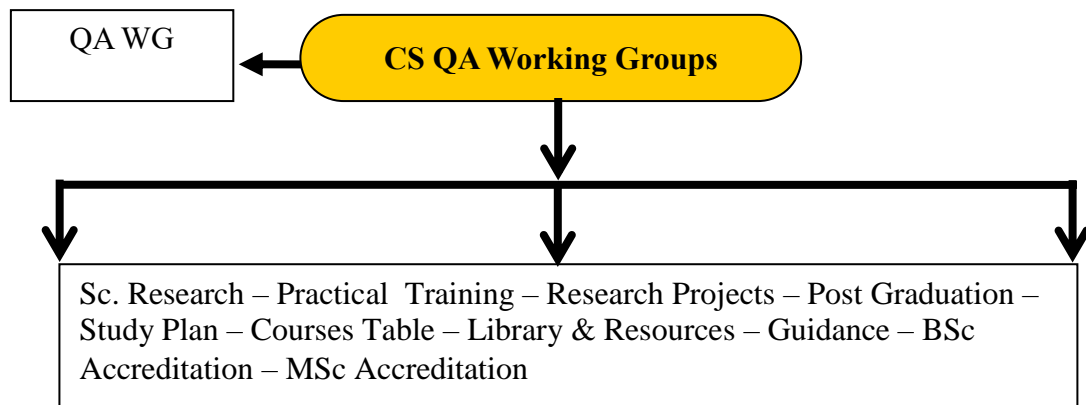 QA WG
CS QA Working Groups
Sc. Research – Practical Training – Research Projects – Post Graduation –
Study Plan – Courses Table – Library & Resources – Guidance – BSc
Accreditation – MSc Accreditation